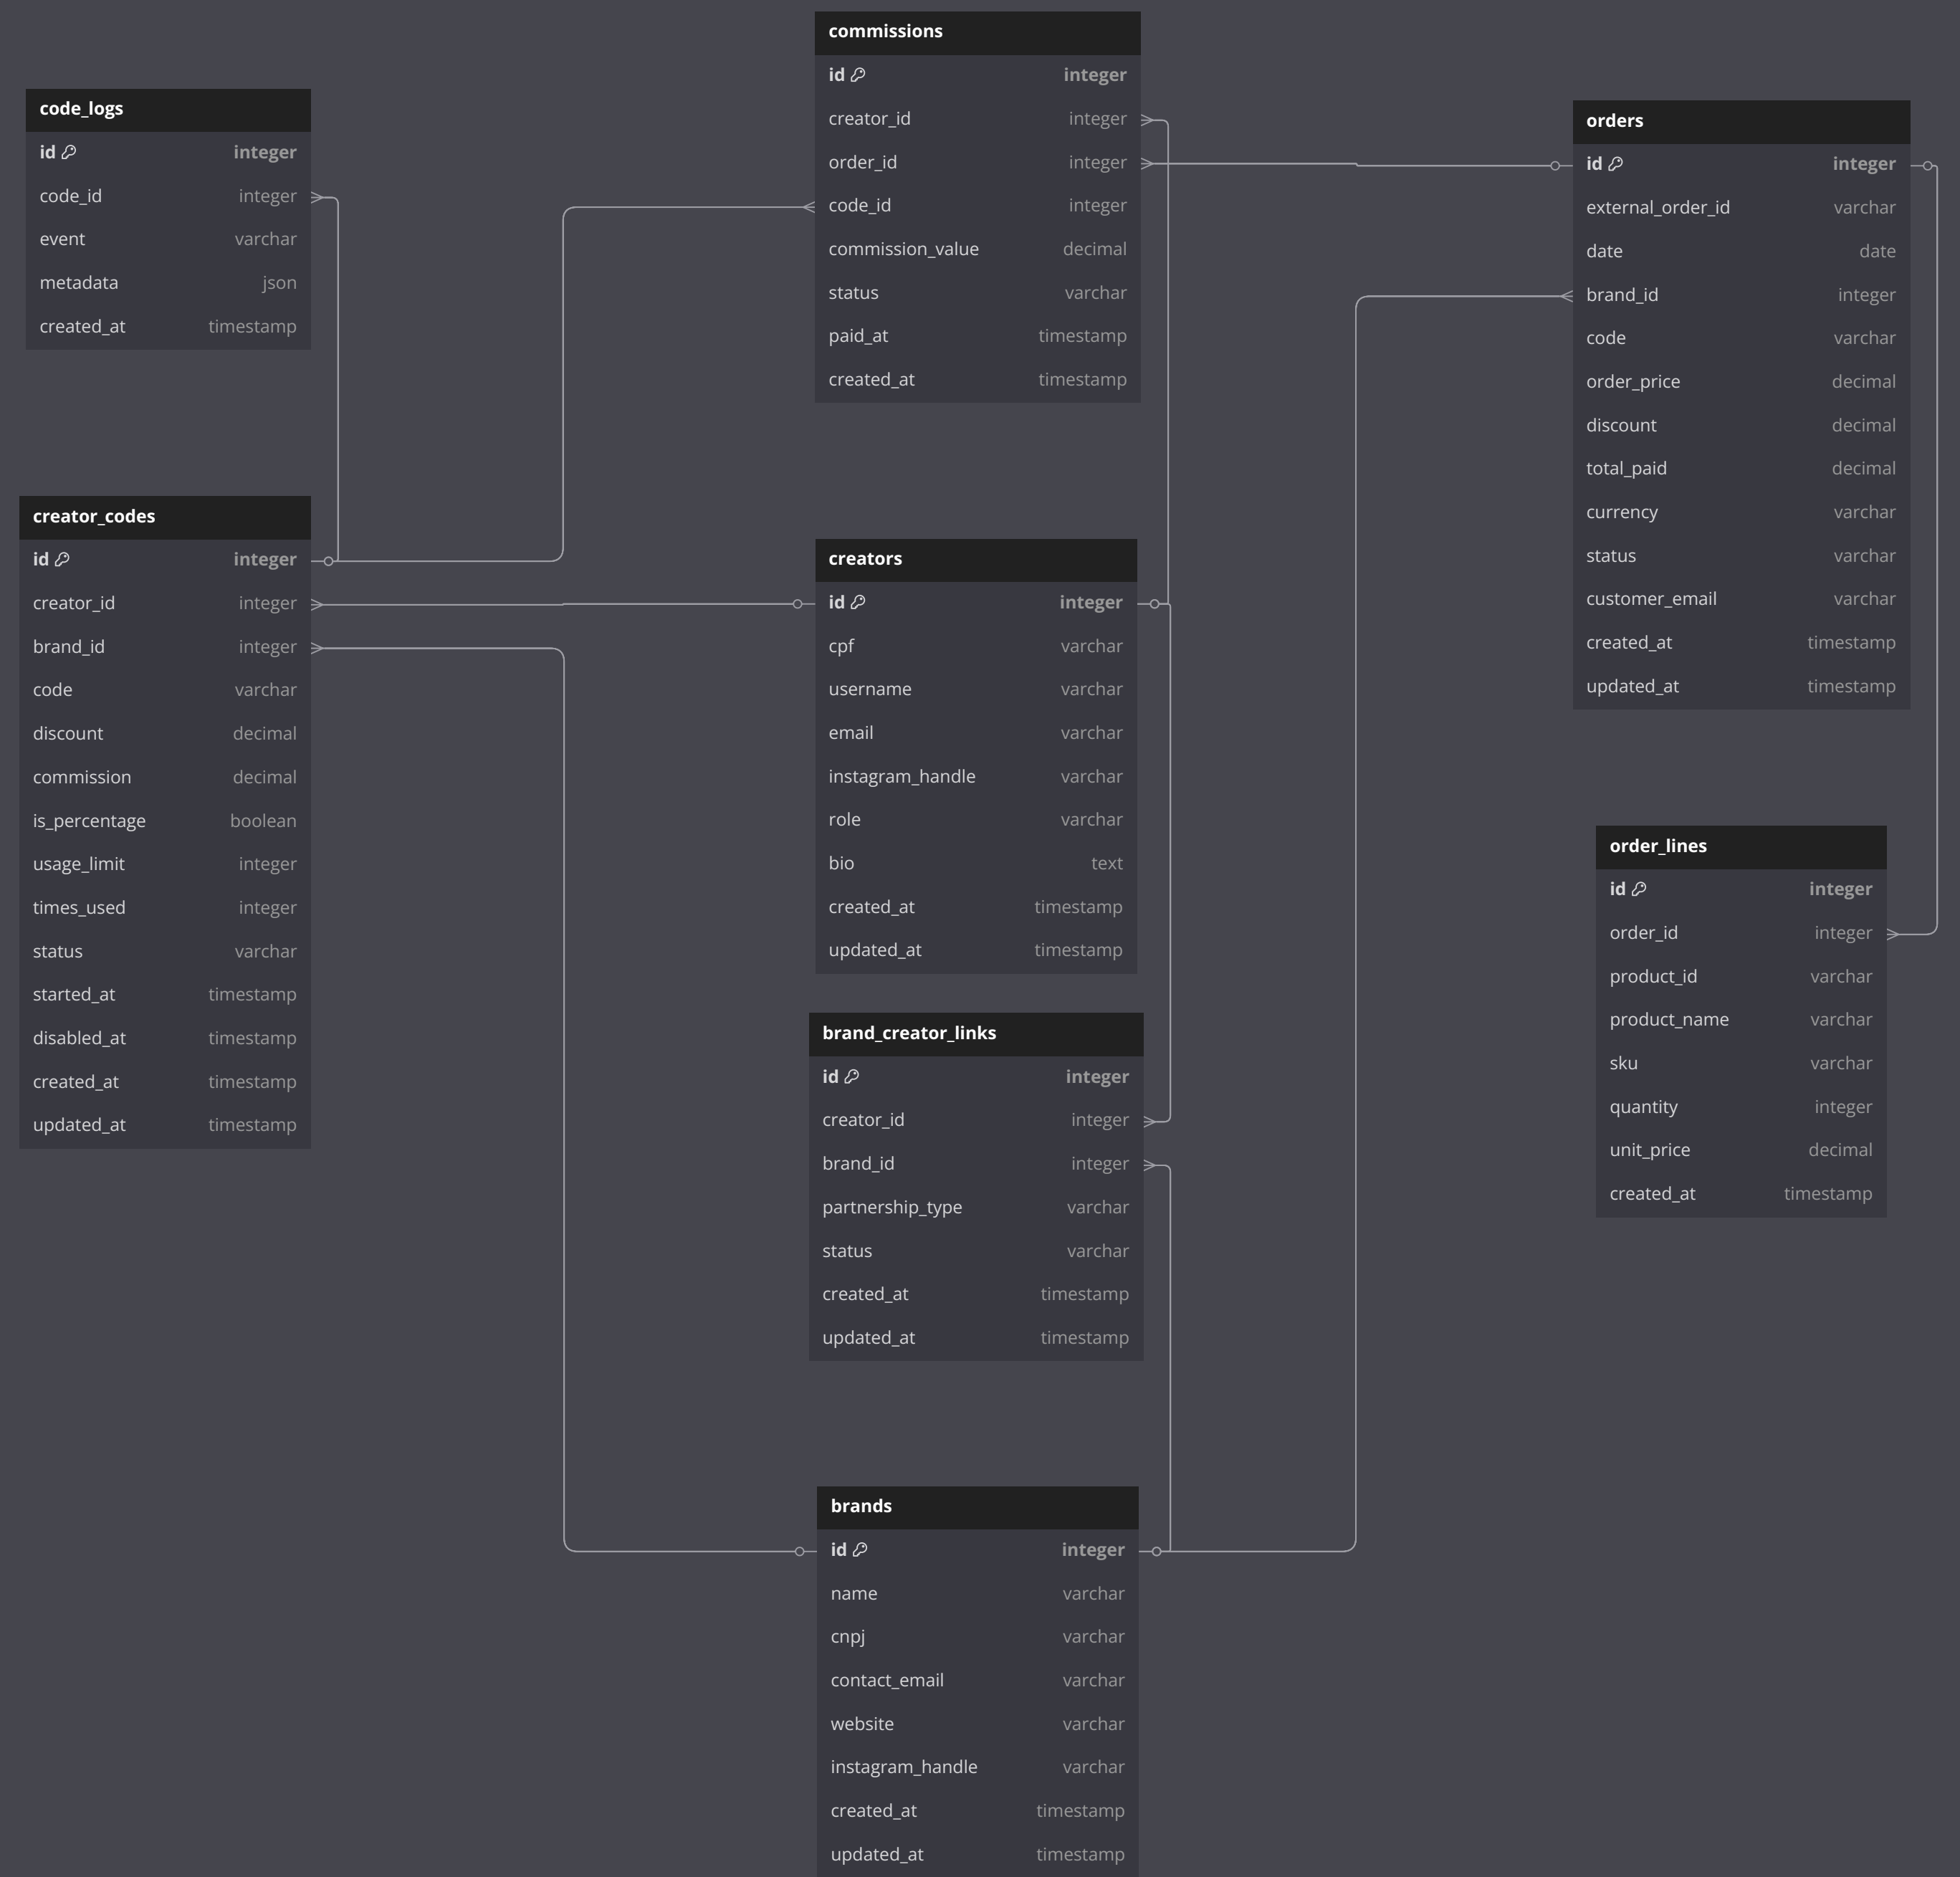 commissions
id integer
creator_id integer
order_id integer
code_id integer
commission_value decimal
status varchar
paid_at timestamp
created_at timestamp
code_logs
id integer
code_id integer
event varchar
metadata json
created_at timestamp
orders
id integer
external_order_id varchar
date date
brand_id integer
code varchar
order_price decimal
discount decimal
total_paid decimal
currency varchar
status varchar
customer_email varchar
created_at timestamp
updated_at timestamp
creator_codes
id integer
creator_id integer
brand_id integer
code varchar
discount decimal
commission decimal
is_percentage boolean
usage_limit integer
times_used integer
status varchar
started_at timestamp
disabled_at timestamp
created_at timestamp
updated_at timestamp
creators
id integer
cpf varchar
username varchar
email varchar
instagram_handle varchar
role varchar
bio text
created_at timestamp
updated_at timestamp
order_lines
id integer
order_id integer
product_id varchar
product_name varchar
sku varchar
quantity integer
unit_price decimal
created_at timestamp
brand_creator_links
id integer
creator_id integer
brand_id integer
partnership_type varchar
status varchar
created_at timestamp
updated_at timestamp
brands
id integer
name varchar
cnpj varchar
contact_email varchar
website varchar
instagram_handle varchar
created_at timestamp
updated_at timestamp